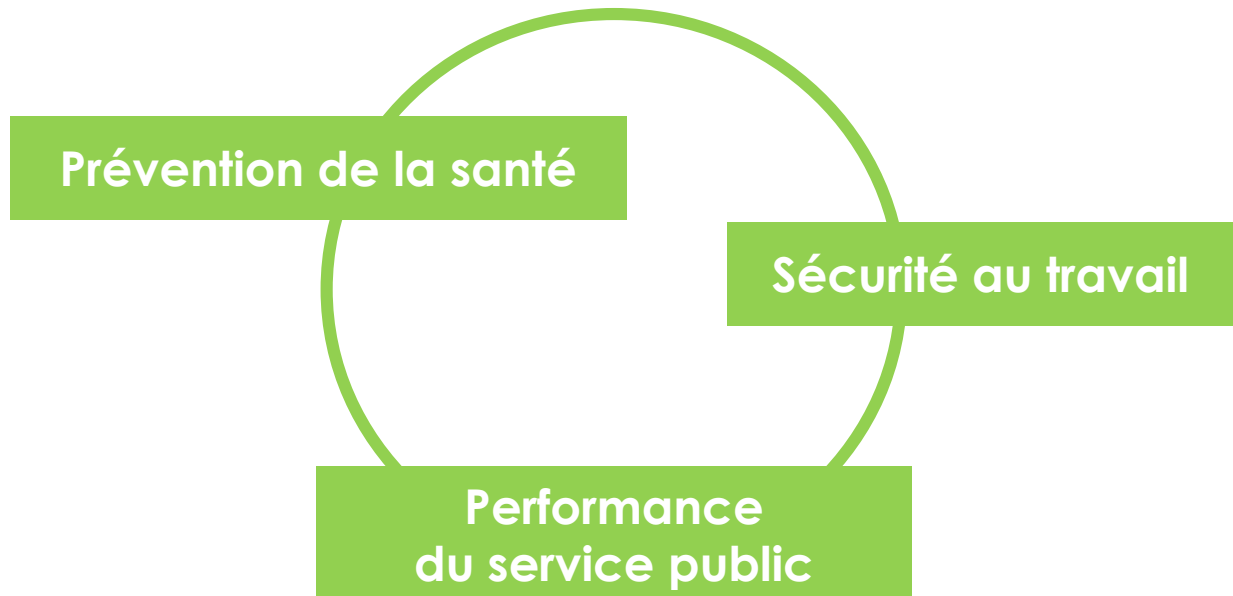 Prévention de la santé
Sécurité au travail
Performance
du service public